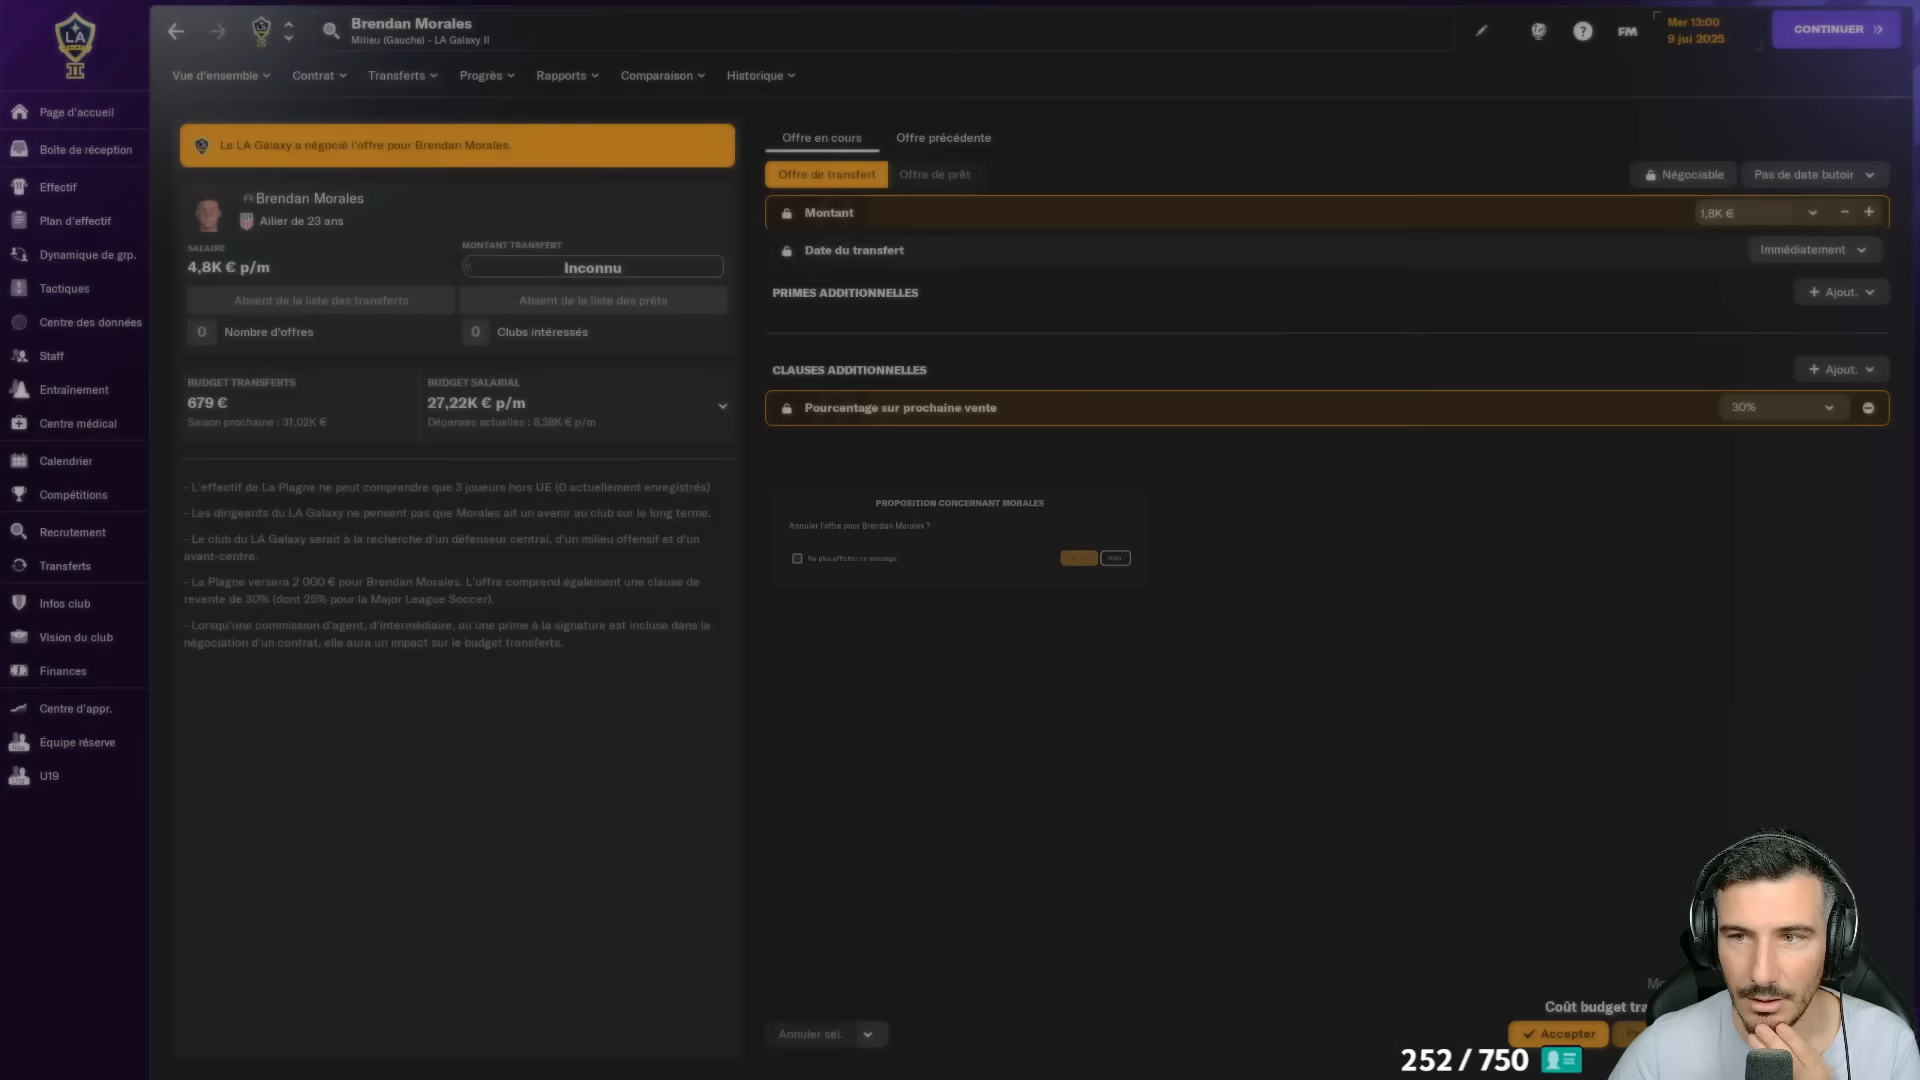 Brendan Morales
Milieu (Gauche) - LA Galaxy II
FM
Mer 13:00
9 jui 2025
CONTINUER
Vue d'ensemble
Contrat
Transferts
Progrès
Rapports
Comparaison
Historique
Page d'accueil
Boîte de réception
Effectif
Plan d'effectif
Dynamique de grp.
Tactiques
Centre des données
Staff
Entraînement
Centre médical
Calendrier
Compétitions
Recrutement
Transferts
Infos club
Vision du club
Finances
Centre d'appr.
Équipe réserve
U19
Le LA Galaxy a négocié l'offre pour Brendan Morales.
Brendan Morales
Ailier de 23 ans
SALAIRE
4,8K € p/m
MONTANT TRANSFERT
Inconnu
Absent de la liste des transferts
Absent de la liste des prêts
0 Nombre d'offres
0 Clubs intéressés
BUDGET TRANSFERTS
679 €
Saison prochaine : 31,02K €
BUDGET SALARIAL
27,22K € p/m
Dépenses actuelles : 8,38K € p/m
- L'effectif de La Plagne ne peut comprendre que 3 joueurs hors UE (0 actuellement enregistrés)
- Les dirigeants du LA Galaxy ne pensent pas que Morales ait un avenir au club sur le long terme.
- Le club du LA Galaxy serait à la recherche d'un défenseur central, d'un milieu offensif et d'un
avant-centre.
- La Plagne versera 2 000 € pour Brendan Morales. L'offre comprend également une clause de
revente de 30% (dont 25% pour la Major League Soccer).
- Lorsqu'une commission d'agent, d'intermédiaire, ou une prime à la signature est incluse dans la
négociation d'un contrat, elle aura un impact sur le budget transferts.
Offre en cours
Offre précédente
Offre de transfert
Offre de prêt
Négociable
Pas de date butoir
Montant
1,8K €
Date du transfert
Immédiatement
PRIMES ADDITIONNELLES
+ Ajout.
CLAUSES ADDITIONNELLES
+ Ajout.
Pourcentage sur prochaine vente
30%
PROPOSITION CONCERNANT MORALES
Annuler l'offre pour Brendan Morales ?
Ne plus afficher ce message.
Non
Annuler sél.
Coût budget tra
Accepter
252 / 750